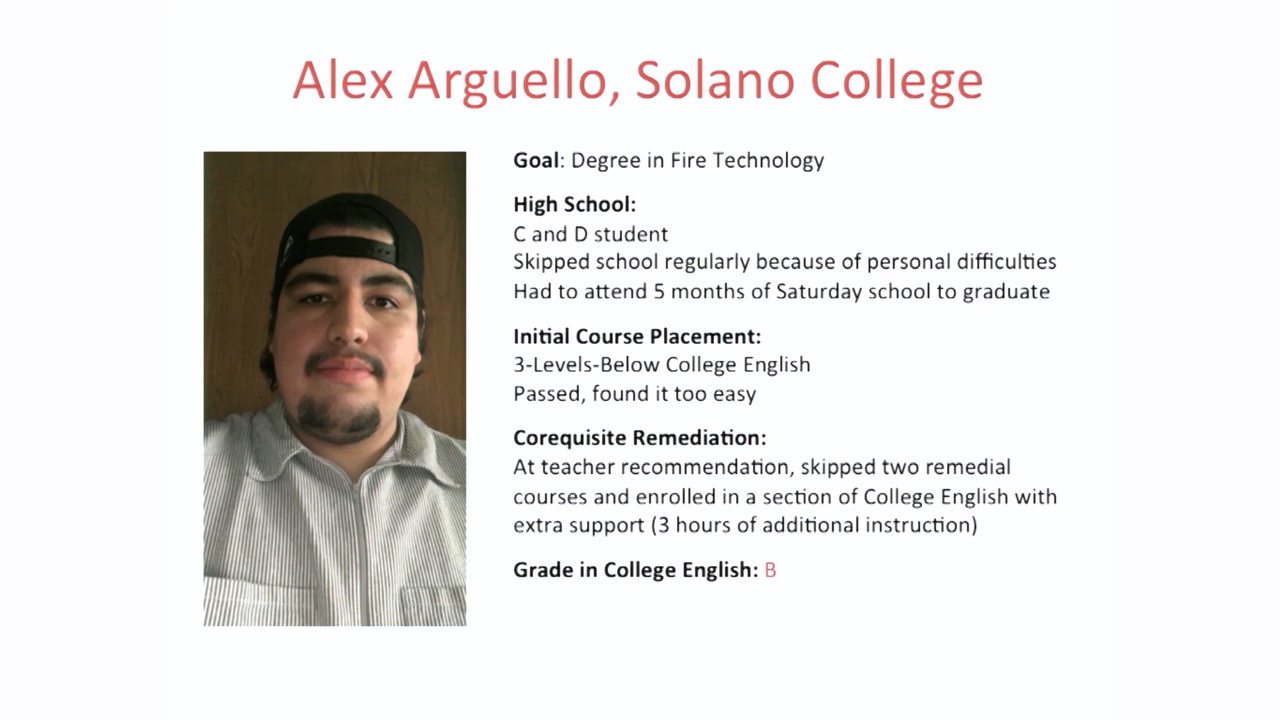 Alex Arguello, Solano College
Goal: Degree in Fire Technology
High School:
C and D student
Skipped school regularly because of personal difficulties
Had to attend 5 months of Saturday school to graduate
Initial Course Placement:
3-Levels-Below College English
Passed, found it too easy
Corequisite Remediation:
At teacher recommendation, skipped two remedial
courses and enrolled in a section of College English with
extra support (3 hours of additional instruction)
Grade in College English: B